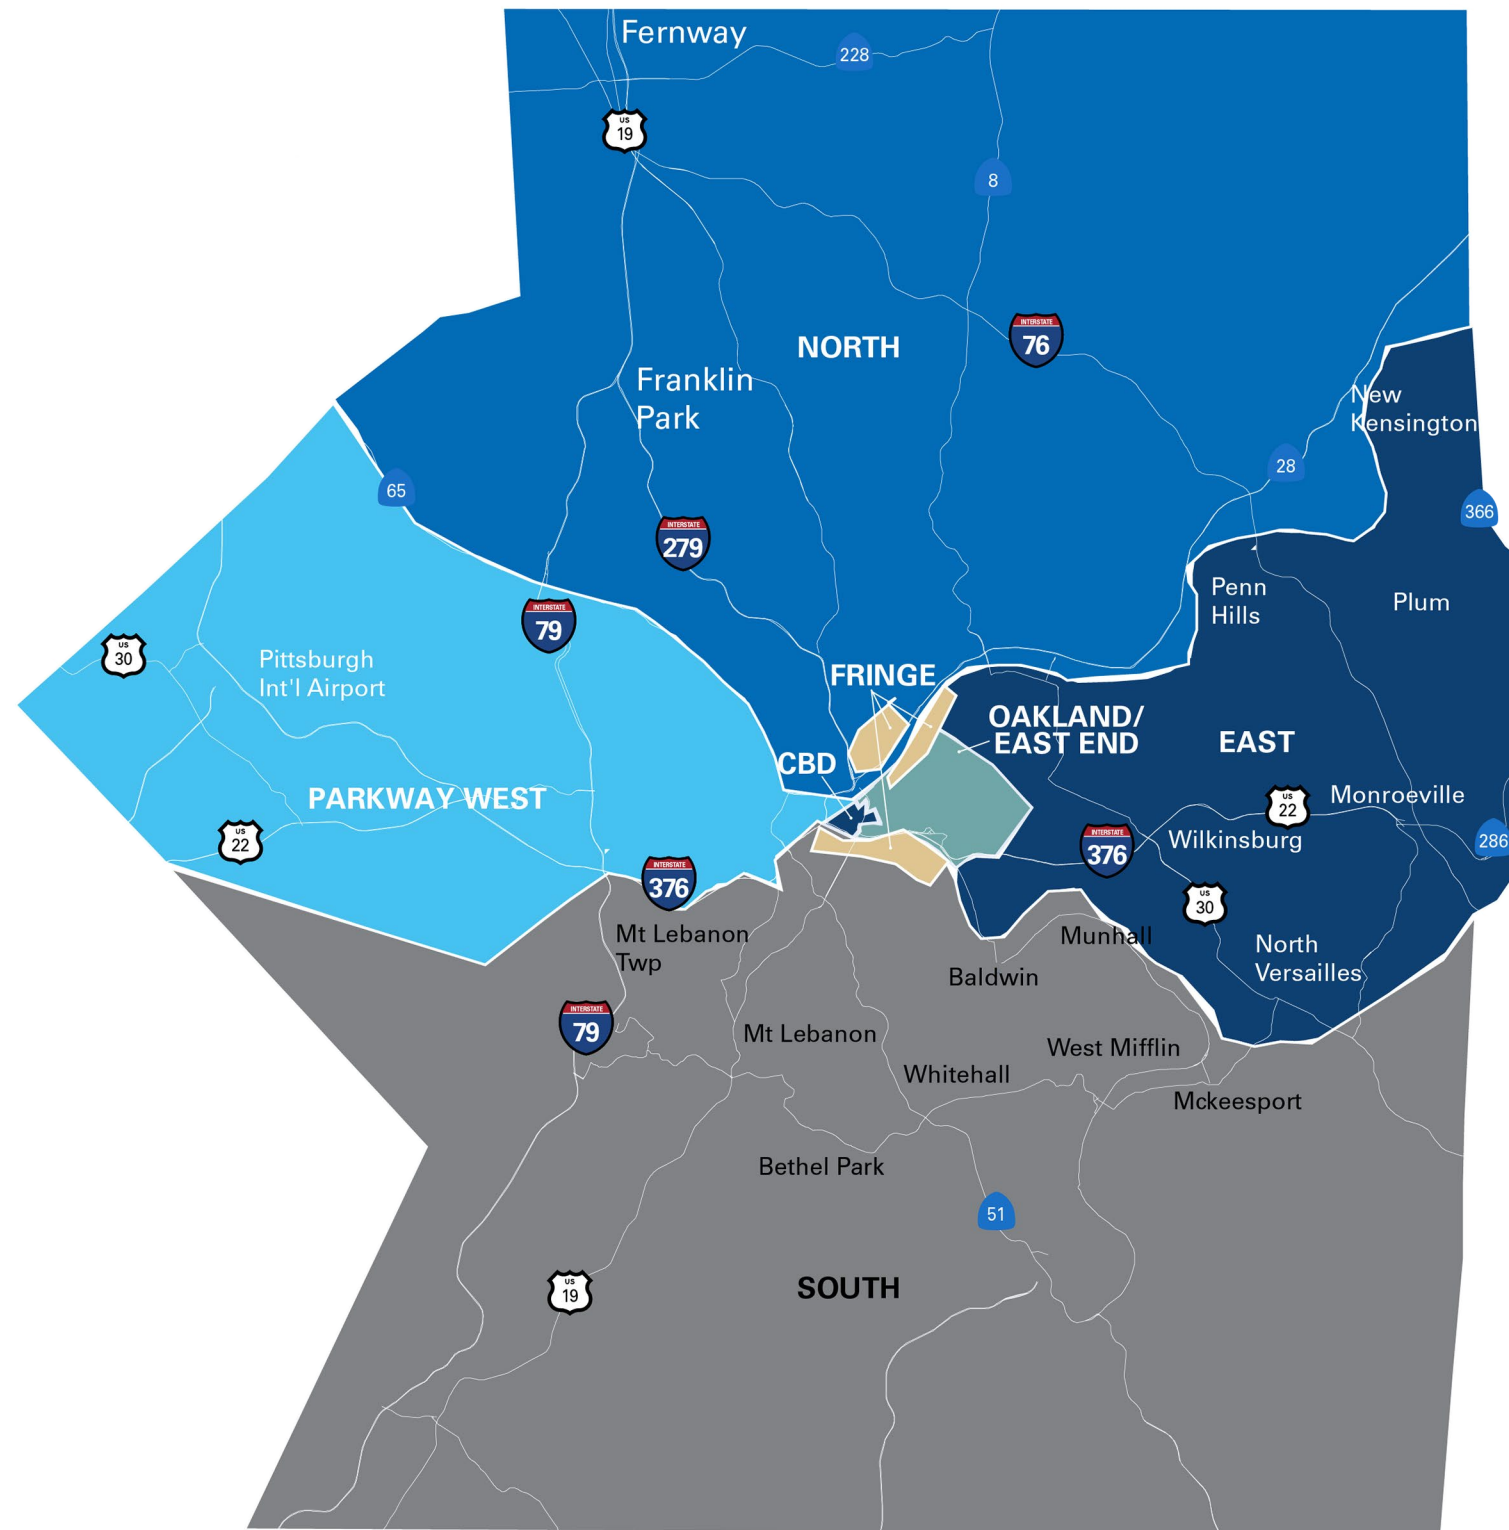 Fernway
228
US
19
8
INTERSTATE
76
NORTH
Franklin
Park
New
Kensington
28
65
366
INTERSTATE
279
Penn
Hills
Plum
INTERSTATE
79
US
30
Pittsburgh
Int'l Airport
FRINGE
OAKLAND/
EAST END
EAST
CBD
PARKWAY WEST
US
22
Monroeville
US
22
Wilkinsburg
286
INTERSTATE
376
INTERSTATE
376
US
30
Mt Lebanon
Twp
Munhall
North
Versailles
Baldwin
INTERSTATE
79
Mt Lebanon
West Mifflin
Whitehall
Mckeesport
Bethel Park
51
US
19
SOUTH